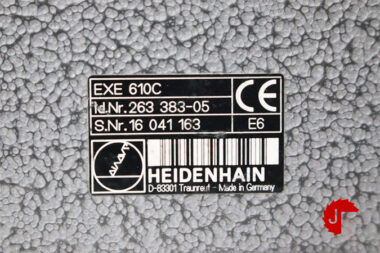 EXE 610C
Id.Nr. 263 383-05
S.Nr. 16 041 163
CE
E6
HEIDENHAIN
D-83301 Traunreut - Made in Germany
J